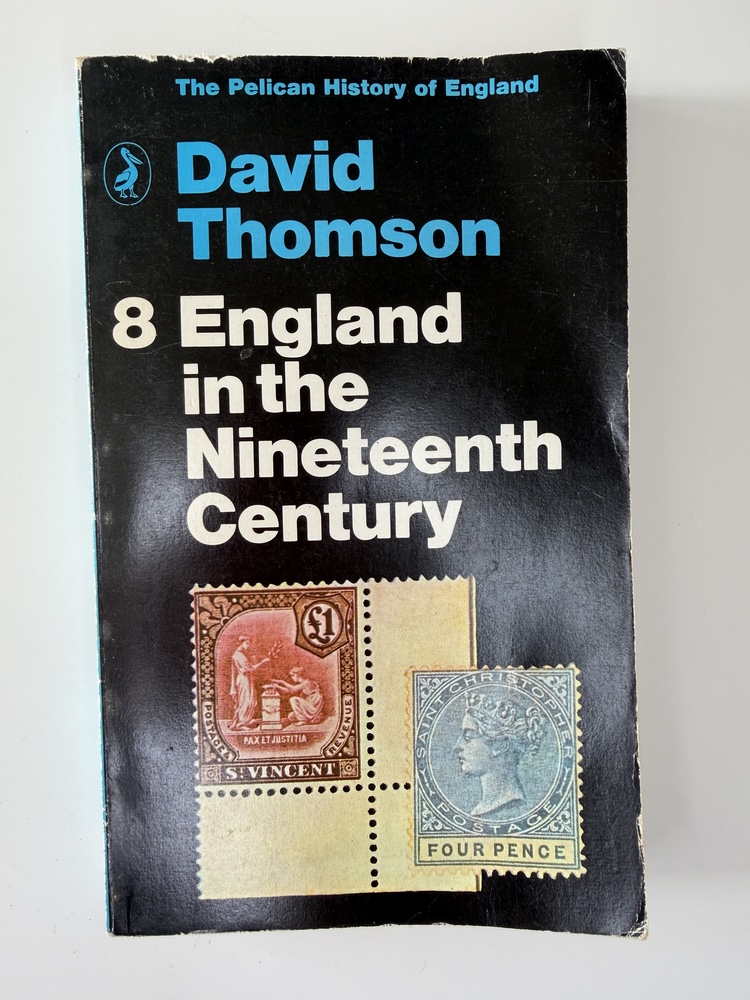 The Pelican History of England
David
Thomson
8 England
in the
Nineteenth
Century
£1
POSTAGE &
REVENUE
PAX ET JUSTITIA
ST VINCENT
SAINT CHRISTOPHER
POSTAGE
FOUR PENCE